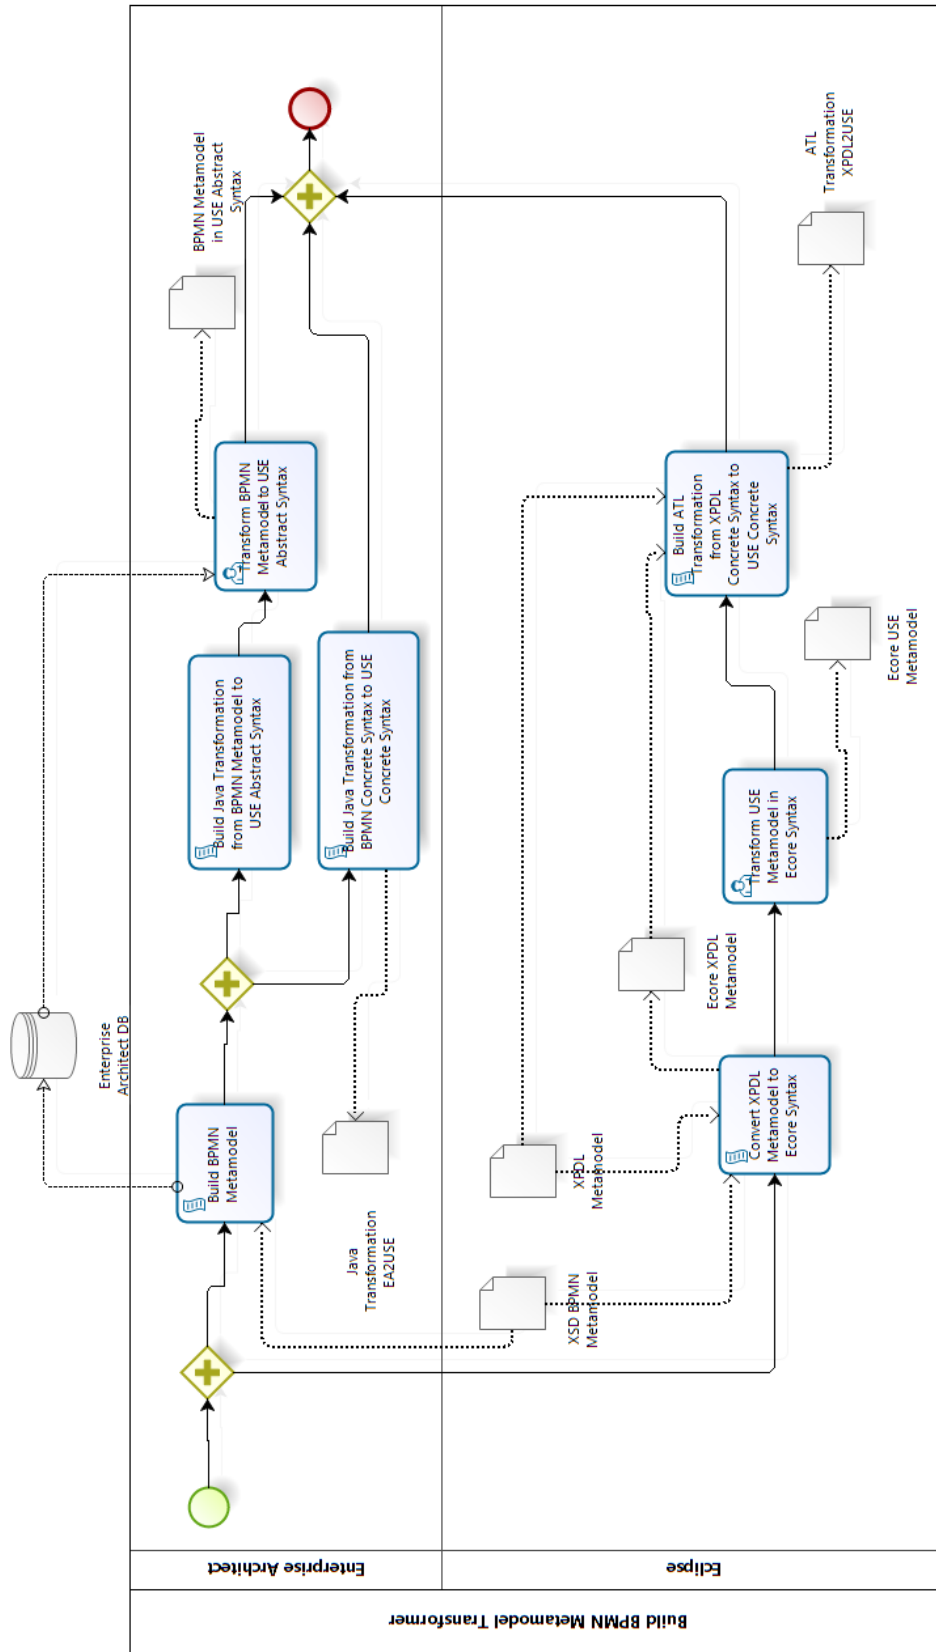 Build BPMN Metamodel Transformer
Enterprise Architect
Eclipse
Enterprise
Architect DB
Build BPMN
Metamodel
Build Java Transformation
from BPMN Metamodel to
USE Abstract Syntax
Transform BPMN
Metamodel to USE
Abstract Syntax
BPMN Metamodel
in USE Abstract
Syntax
Build Java Transformation from
BPMN Concrete Syntax to USE
Concrete Syntax
Java
Transformation
EA2USE
XSD BPMN
Metamodel
XPDL
Metamodel
Convert XPDL
Metamodel to
Ecore Syntax
Ecore XPDL
Metamodel
Transform USE
Metamodel in
Ecore Syntax
Ecore USE
Metamodel
Build ATL
Transformation
from XPDL
Concrete Syntax to
USE Concrete
Syntax
ATL
Transformation
XPDL2USE